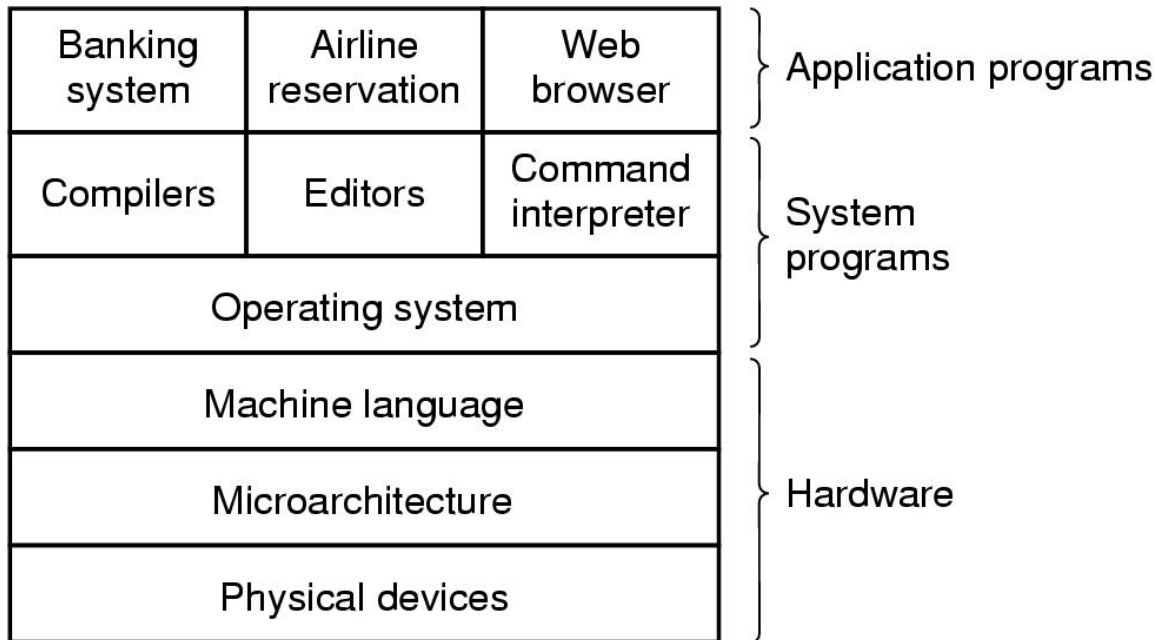 Banking
system
Airline
reservation
Web
browser
Application programs
Compilers
Editors
Command
interpreter
System
programs
Operating system
Machine language
Microarchitecture
Hardware
Physical devices